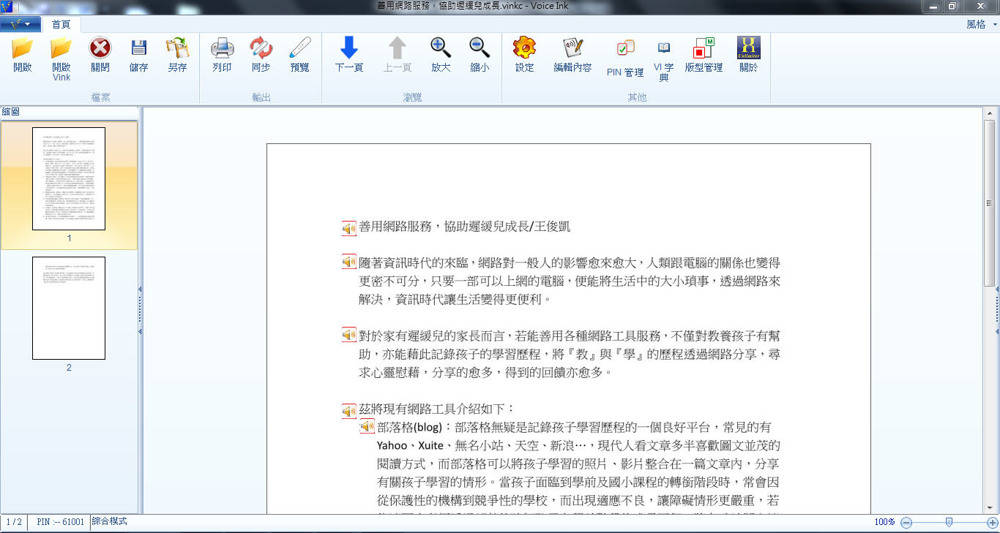 善用網路服務，協助遲緩兒成長.vinkc - Voice Ink
首頁
風格
開啟
開啟
Vink
關閉
儲存
另存
列印
同步
預覽
下一頁
上一頁
放大
縮小
設定
編輯內容
PIN 管理
VI 字
典
版型管理
H
Unlimiter
關於
檔案
輸出
瀏覽
其他
縮圖
1
2
善用網路服務，協助遲緩兒成長/王俊凱
隨著資訊時代的來臨，網路對一般人的影響愈來愈大，人類跟電腦的關係也變得
更密不可分，只要一部可以上網的電腦，便能將生活中的大小瑣事，透過網路來
解決，資訊時代讓生活變得更便利。
對於家有遲緩兒的家長而言，若能善用各種網路工具服務，不僅對教養孩子有幫
助，亦能藉此記錄孩子的學習歷程，將『教』與『學』的歷程透過網路分享，尋
求心靈慰藉，分享的愈多，得到的回饋亦愈多。
茲將現有網路工具介紹如下：
部落格(blog)：部落格無疑是記錄孩子學習歷程的一個良好平台，常見的有
Yahoo、Xuite、無名小站、天空、新浪…，現代人看文章多半喜歡圖文並茂的
閱讀方式，而部落格可以將孩子學習的照片、影片整合在一篇文章內，分享
有關孩子學習的情形。當孩子面臨到學前及國小課程的轉銜階段時，常會因
從保護性的機構到競爭性的學校，而出現適應不良，讓障礙情形更嚴重，若
1 / 2
PIN :-- 61001
綜合模式
100%